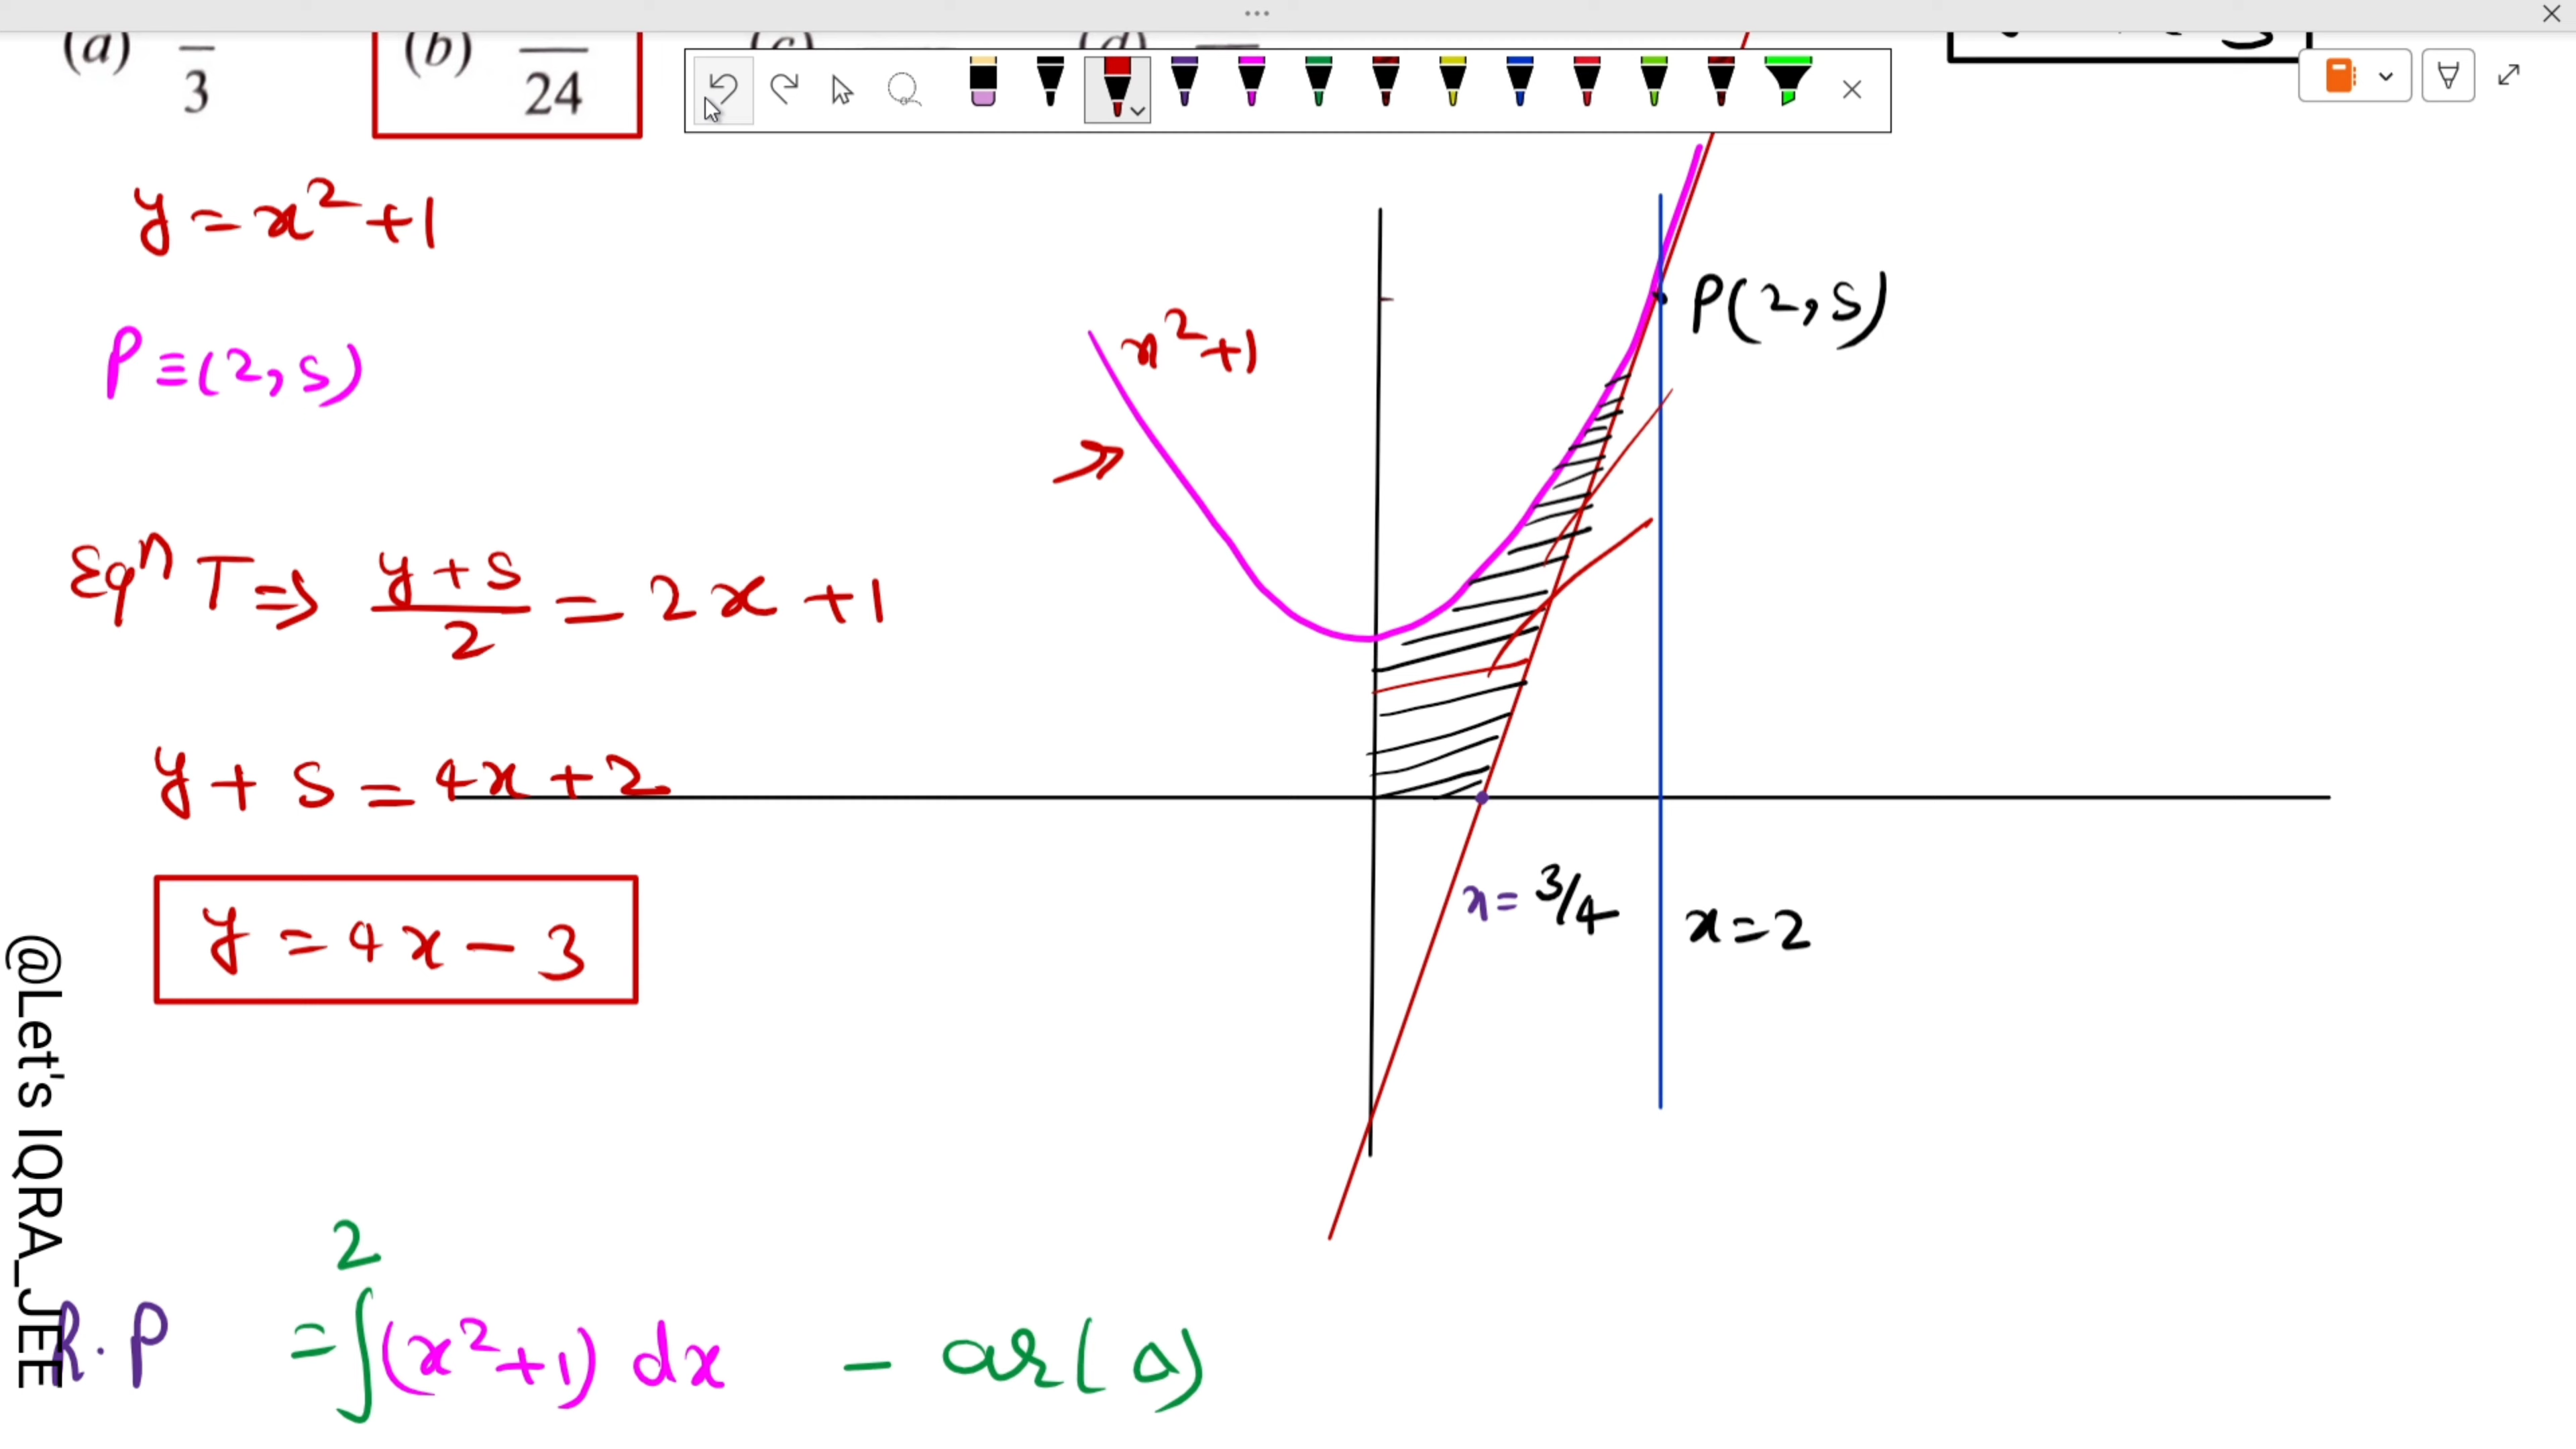 (a) 3
(b) 24
y = x² + 1
x² + 1
P(2, 5)
P ≡ (2, 5)
Eqⁿ T ⇒ (y + 5)/2 = 2x + 1
y + 5 = 4x + 2
x = 3/4
x = 2
y = 4x - 3
@Let's IQRA_JEE
R.P = ∫² (x² + 1) dx - ar(Δ)